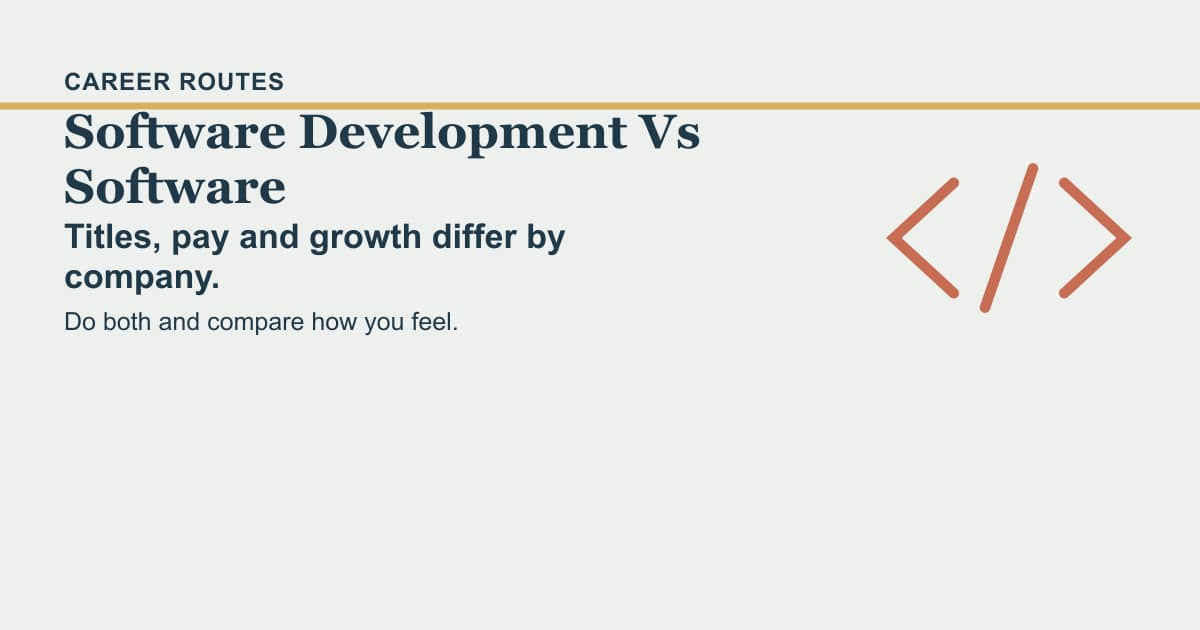 CAREER ROUTES
Software Development Vs
Software
Titles, pay and growth differ by
company.
Do both and compare how you feel.